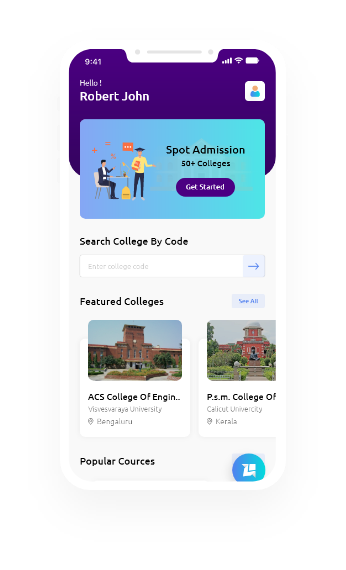 9:41
Hello !
Robert John
Spot Admission
50+ Colleges
Get Started
Search College By Code
Enter college code
Featured Colleges
See All
ACS College Of Engin..
Visvesvaraya University
Bengaluru
P.s.m. College Of
Calicut Univercity
Kerala
Popular Cources